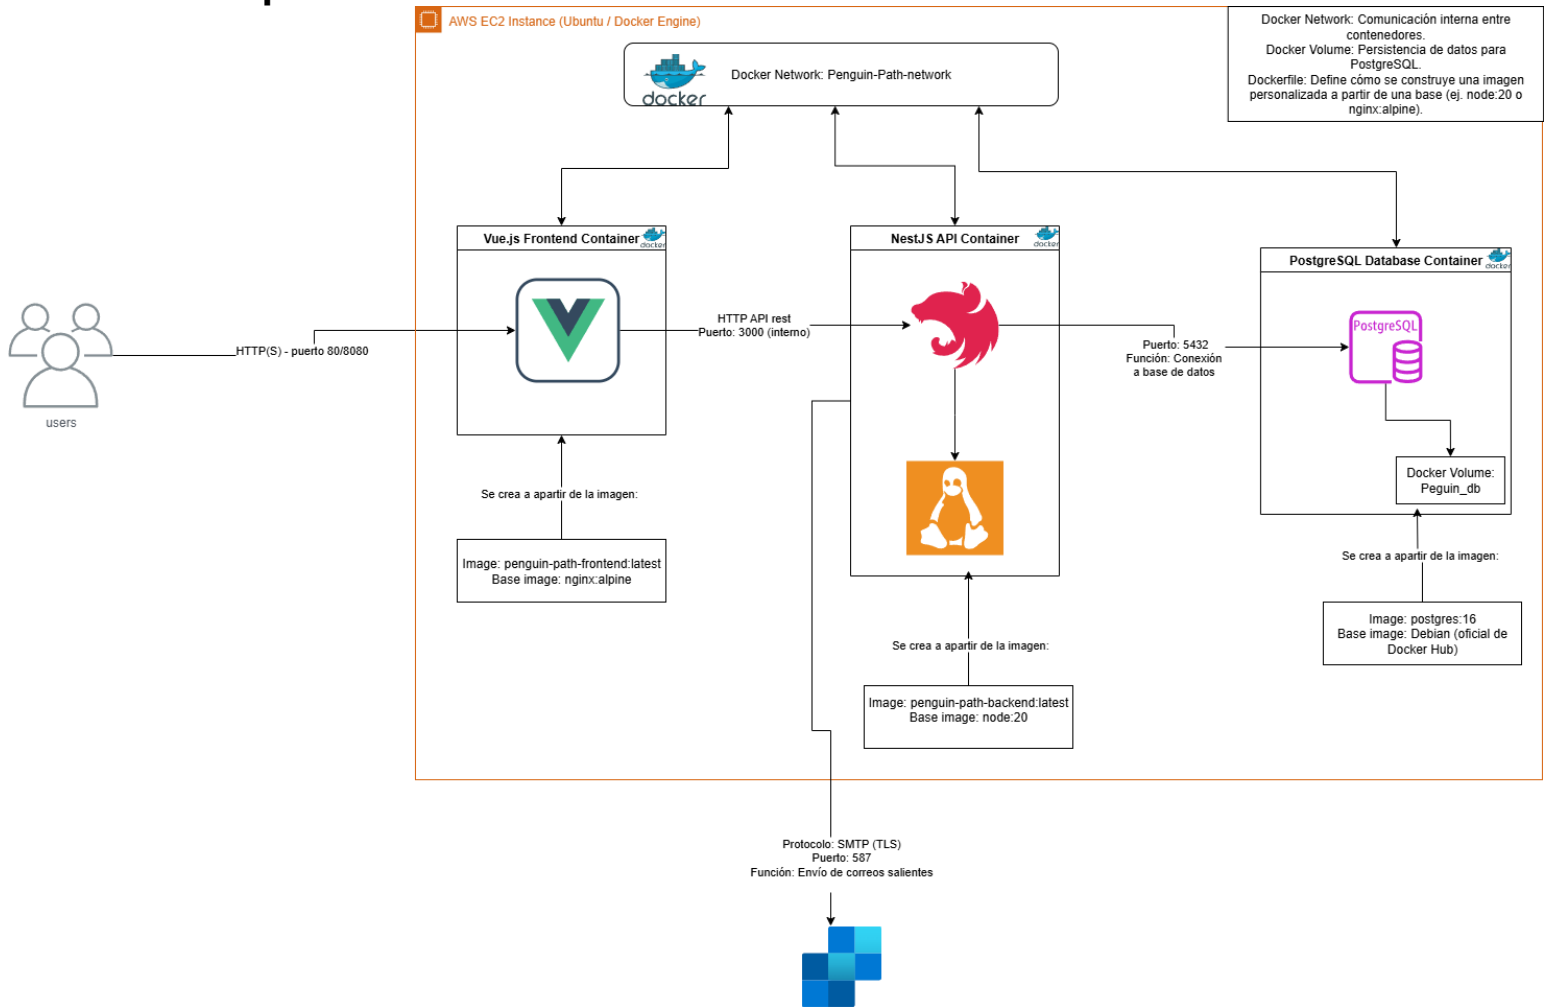 AWS EC2 Instance (Ubuntu / Docker Engine)
Docker Network: Comunicación interna entre
contenedores.
Docker Volume: Persistencia de datos para
PostgreSQL.
Dockerfile: Define cómo se construye una imagen
personalizada a partir de una base (ej. node:20 o
nginx:alpine).
docker
Docker Network: Penguin-Path-network
Vue.js Frontend Container
docker
NestJS API Container
docker
PostgreSQL Database Container
docker
users
HTTP(S) - puerto 80/8080
HTTP API rest
Puerto: 3000 (interno)
Puerto: 5432
Función: Conexión
a base de datos
PostgreSQL
Docker Volume:
Peguin_db
Se crea a apartir de la imagen:
Image: penguin-path-frontend:latest
Base image: nginx:alpine
Se crea a apartir de la imagen:
Image: penguin-path-backend:latest
Base image: node:20
Se crea a apartir de la imagen:
Image: postgres:16
Base image: Debian (oficial de
Docker Hub)
Protocolo: SMTP (TLS)
Puerto: 587
Función: Envío de correos salientes